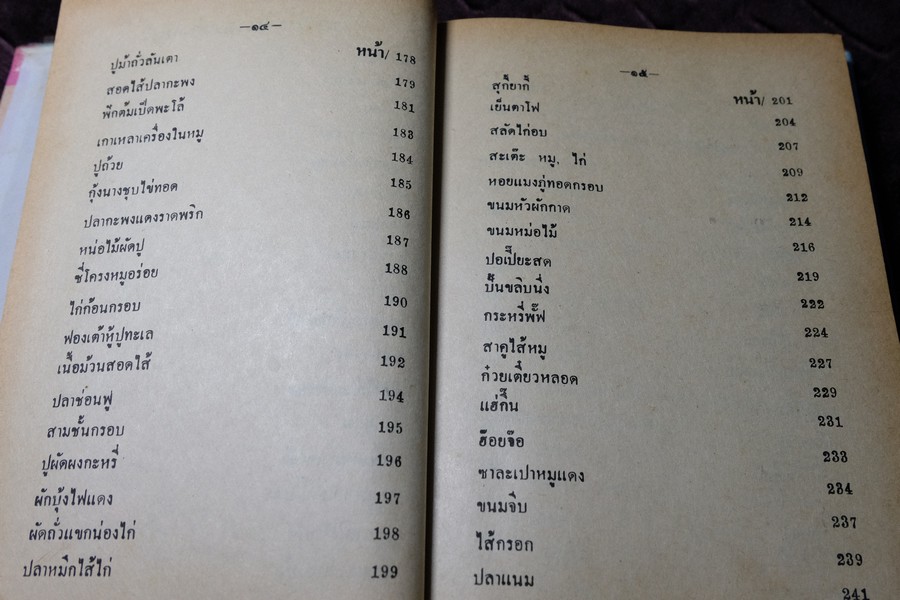 —๑๔—
หน้า/
ปูม้าถั่วลันเตา 178
สอดไส้ปลากะพง 179
พึกต้มเป็ดพะโล้ 181
เกาเหลาเครื่องในหมู 183
ปูถ้วย 184
กุ้งนางชุบไข่ทอด 185
ปลากะพงแดงราดพริก 186
หน่อไม้ผัดปู 187
ซี่โครงหมูอร่อย 188
ไก่ก้อนกรอบ 190
ฟองเต้าหู้ปูทะเล 191
เนื้อม้วนสอดไส้ 192
ปลาช่อนฟู 194
สามชั้นกรอบ 195
ปูผัดผงกะหรี่ 196
ผักบุ้งไฟแดง 197
ผัดถั่วแขกน่องไก่ 198
ปลาหมึกไส้ไก่ 199
—๑๕—
หน้า/
สุกี้ยากี้ 201
เย็นตาโฟ 204
สลัดไก่อบ 207
สะเต๊ะ หมู, ไก่ 209
หอยแมงภู่ทอดกรอบ 212
ขนมหัวผักกาด 214
ขนมหม่อไม้ 216
ปอเปี๊ยะสด 219
ปั้นขลิบนึ่ง 222
กระหรี่พั๊ฟ 224
สาคูไส้หมู 227
ก๋วยเตี๋ยวหลอด 229
แฮ่กึ๊น 231
ฮ้อยจ๊อ 233
ซาละเปาหมูแดง 234
ขนมจีบ 237
ไส้กรอก 239
ปลาแนม 241